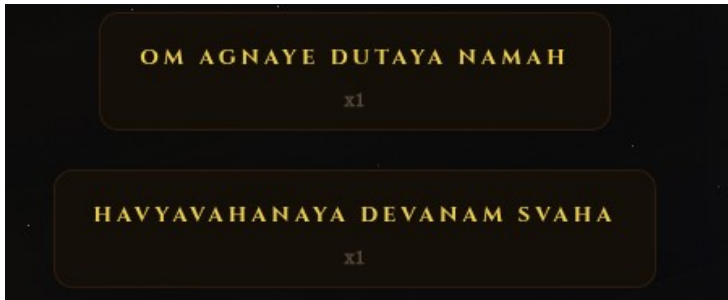 OM AGNAYE DUTAYA NAMAH
x1
HAVYAVAHANAYA DEVANAM SVAHA
x1